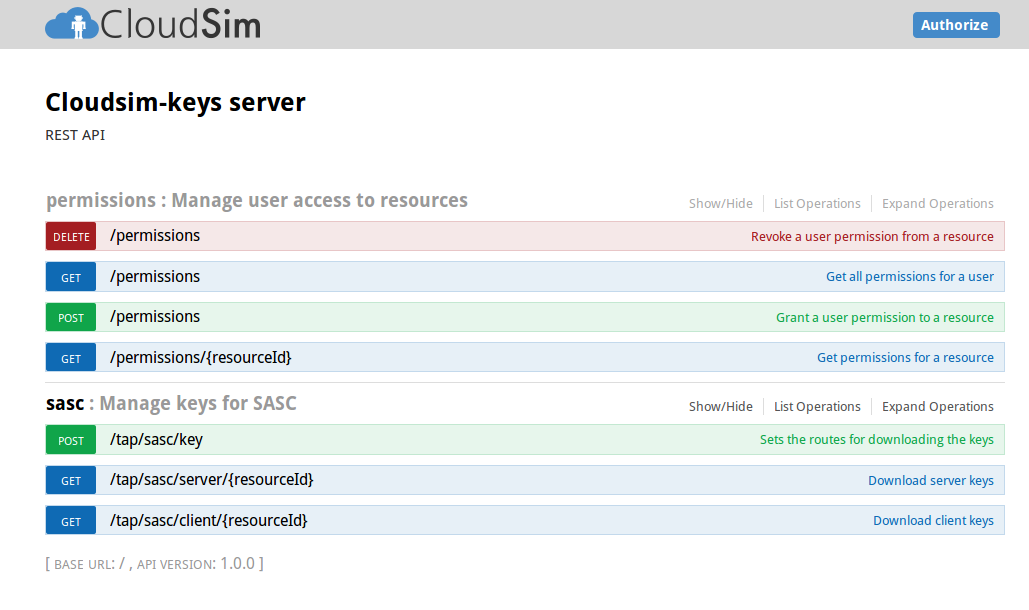 CloudSim
Authorize
Cloudsim-keys server
REST API
permissions : Manage user access to resources Show/Hide List Operations Expand Operations
DELETE /permissions Revoke a user permission from a resource
GET /permissions Get all permissions for a user
POST /permissions Grant a user permission to a resource
GET /permissions/{resourceId} Get permissions for a resource
sasc : Manage keys for SASC Show/Hide List Operations Expand Operations
POST /tap/sasc/key Sets the routes for downloading the keys
GET /tap/sasc/server/{resourceId} Download server keys
GET /tap/sasc/client/{resourceId} Download client keys
[ BASE URL: / , API VERSION: 1.0.0 ]